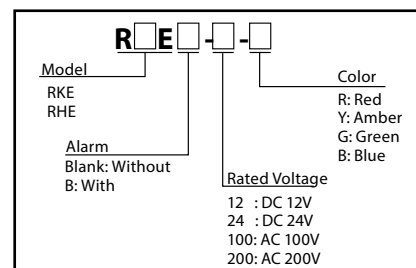 R□E□-□-□
Model
RKE
RHE
Alarm
Blank: Without
B: With
Rated Voltage
12 : DC 12V
24 : DC 24V
100: AC 100V
200: AC 200V
Color
R: Red
Y: Amber
G: Green
B: Blue